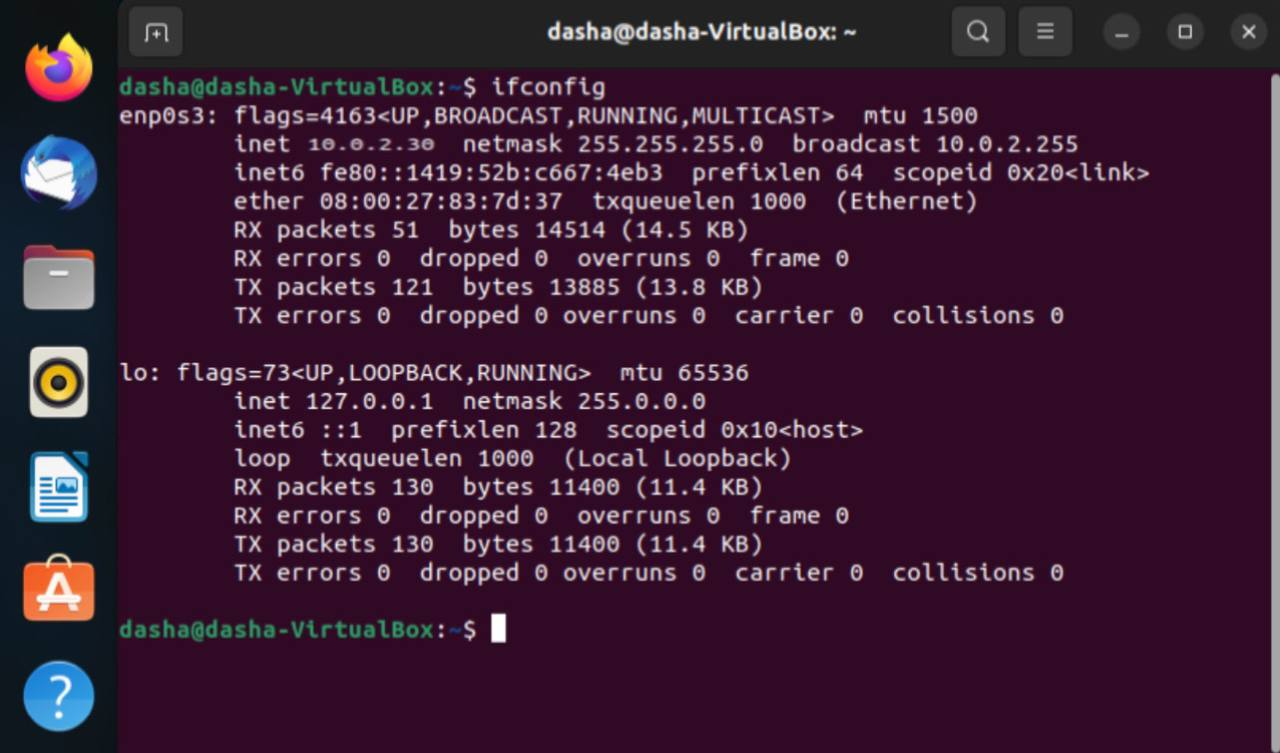 dasha@dasha-VirtualBox: ~
dasha@dasha-VirtualBox:~$ ifconfig
enp0s3: flags=4163<UP,BROADCAST,RUNNING,MULTICAST>  mtu 1500
        inet 10.0.2.30  netmask 255.255.255.0  broadcast 10.0.2.255
        inet6 fe80::1419:52b:c667:4eb3  prefixlen 64  scopeid 0x20<link>
        ether 08:00:27:83:7d:37  txqueuelen 1000  (Ethernet)
        RX packets 51  bytes 14514 (14.5 KB)
        RX errors 0  dropped 0  overruns 0  frame 0
        TX packets 121  bytes 13885 (13.8 KB)
        TX errors 0  dropped 0 overruns 0  carrier 0  collisions 0
lo: flags=73<UP,LOOPBACK,RUNNING>  mtu 65536
        inet 127.0.0.1  netmask 255.0.0.0
        inet6 ::1  prefixlen 128  scopeid 0x10<host>
        loop  txqueuelen 1000  (Local Loopback)
        RX packets 130  bytes 11400 (11.4 KB)
        RX errors 0  dropped 0  overruns 0  frame 0
        TX packets 130  bytes 11400 (11.4 KB)
        TX errors 0  dropped 0 overruns 0  carrier 0  collisions 0
dasha@dasha-VirtualBox:~$